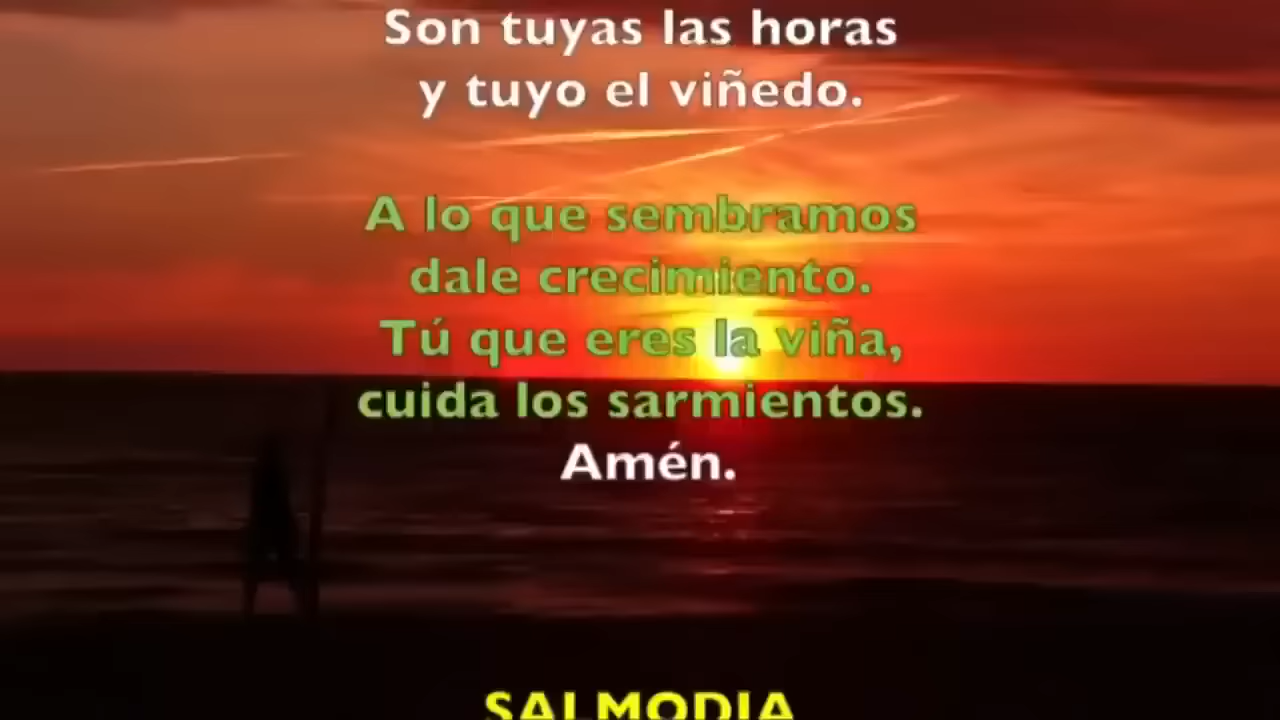 Son tuyas las horas
y tuyo el viñedo.
A lo que sembramos
dale crecimiento.
Tú que eres la viña,
cuida los sarmientos.
Amén.
SALMODIA